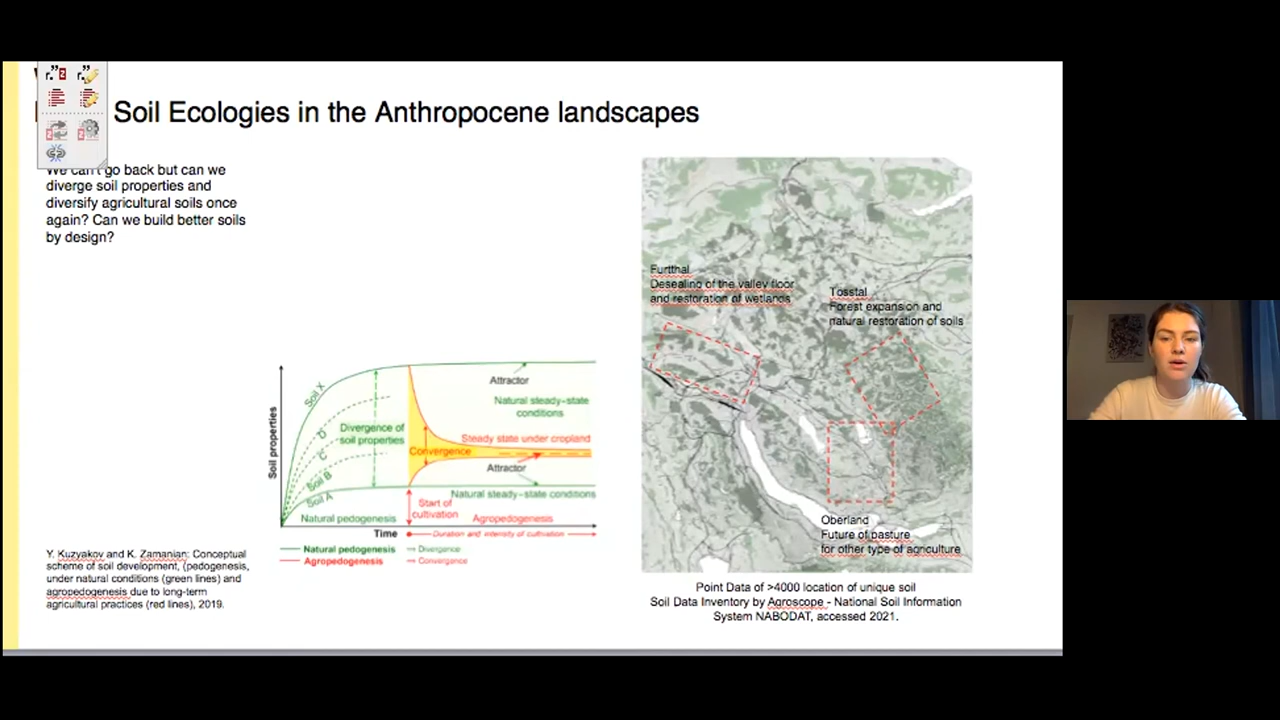 Soil Ecologies in the Anthropocene landscapes
We can't go back but can we
diverge soil properties and
diversify agricultural soils once
again? Can we build better soils
by design?
Furtthal
Desealing of the valley floor
and restoration of wetlands
Tosstal
Forest expansion and
natural restoration of soils
Oberland
Future of pasture
for other type of agriculture
Soil properties
Soil X
D
C
Soil B
Soil A
Divergence of
soil properties
Natural pedogenesis
Attractor
Natural steady-state
conditions
Steady state under cropland
Convergence
Attractor
Natural steady-state conditions
Start of
cultivation
Agropedogenesis
Time
Duration and intensity of cultivation
Natural pedogenesis
Divergence
Agropedogenesis
Convergence
Y. Kuzyakov and K. Zamanian: Conceptual
scheme of soil development, (pedogenesis,
under natural conditions (green lines) and
agropedogenesis due to long-term
agricultural practices (red lines), 2019.
Point Data of >4000 location of unique soil
Soil Data Inventory by Agroscope - National Soil Information
System NABODAT, accessed 2021.